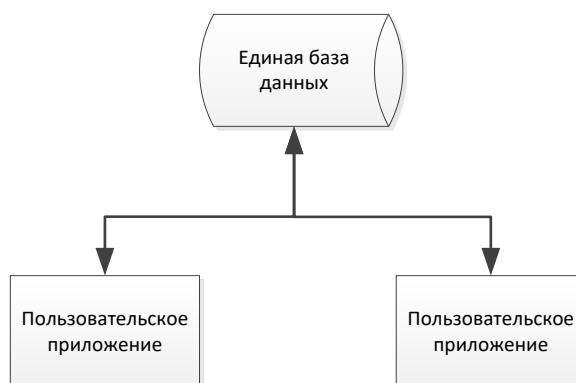 Единая база
данных
Пользовательское
приложение
Пользовательское
приложение